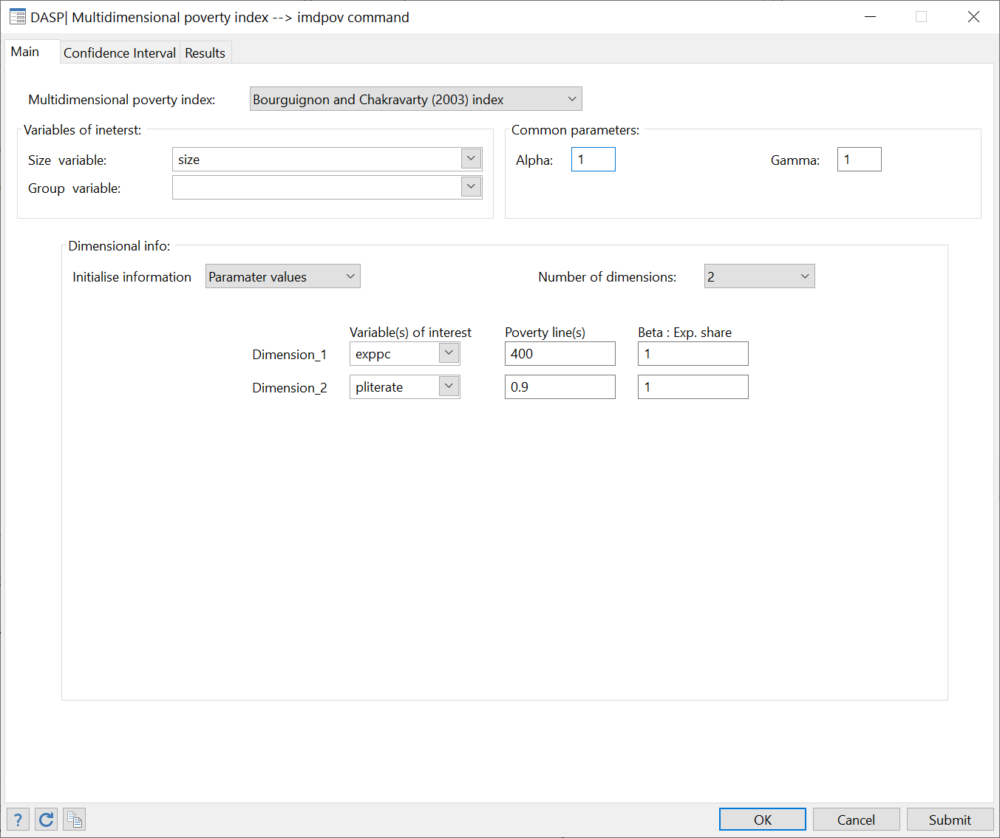 DASP| Multidimensional poverty index --> imdpov command
Main Confidence Interval Results
Multidimensional poverty index: Bourguignon and Chakravarty (2003) index
Variables of ineterst:
Size variable: size
Group variable:
Common parameters:
Alpha: 1 Gamma: 1
Dimensional info:
Initialise information Paramater values Number of dimensions: 2
Variable(s) of interest Poverty line(s) Beta : Exp. share
Dimension_1 exppc 400 1
Dimension_2 pliterate 0.9 1
? OK Cancel Submit